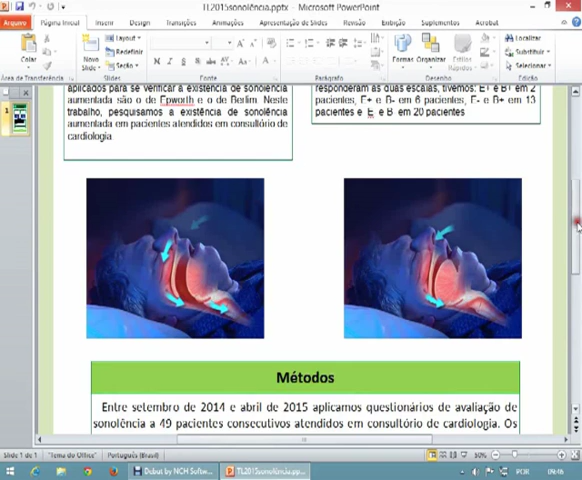 TL2015sonolência.pptx - Microsoft PowerPoint
Arquivo Página Inicial Inserir Design Transições Animações Apresentação de Slides Revisão Exibição Suplementos Acrobat
Colar
Novo Slide
Layout
Redefinir
Seção
N I S
Formas Organizar Estilos Rápidos
Localizar
Substituir
Selecionar
Área de Transferência Slides Fonte Parágrafo Desenho Edição
aplicados para se verificar a existência de sonolência
aumentada são o de Epworth e o de Berlim. Neste
trabalho, pesquisamos a existência de sonolência
aumentada em pacientes atendidos em consultório de
cardiologia.
responderam as duas escalas, tivemos: E+ e B+ em 2
pacientes, E+ e B- em 6 pacientes, E- e B+ em 13
pacientes e E- e B- em 20 pacientes
1
Métodos
Entre setembro de 2014 e abril de 2015 aplicamos questionários de avaliação de
sonolência a 49 pacientes consecutivos atendidos em consultório de cardiologia. Os
Slide 1 de 1 "Tema do Office" Português (Brasil) 50%
Debut by NCH Softw... TL2015sonolência.pp... POR 09:46